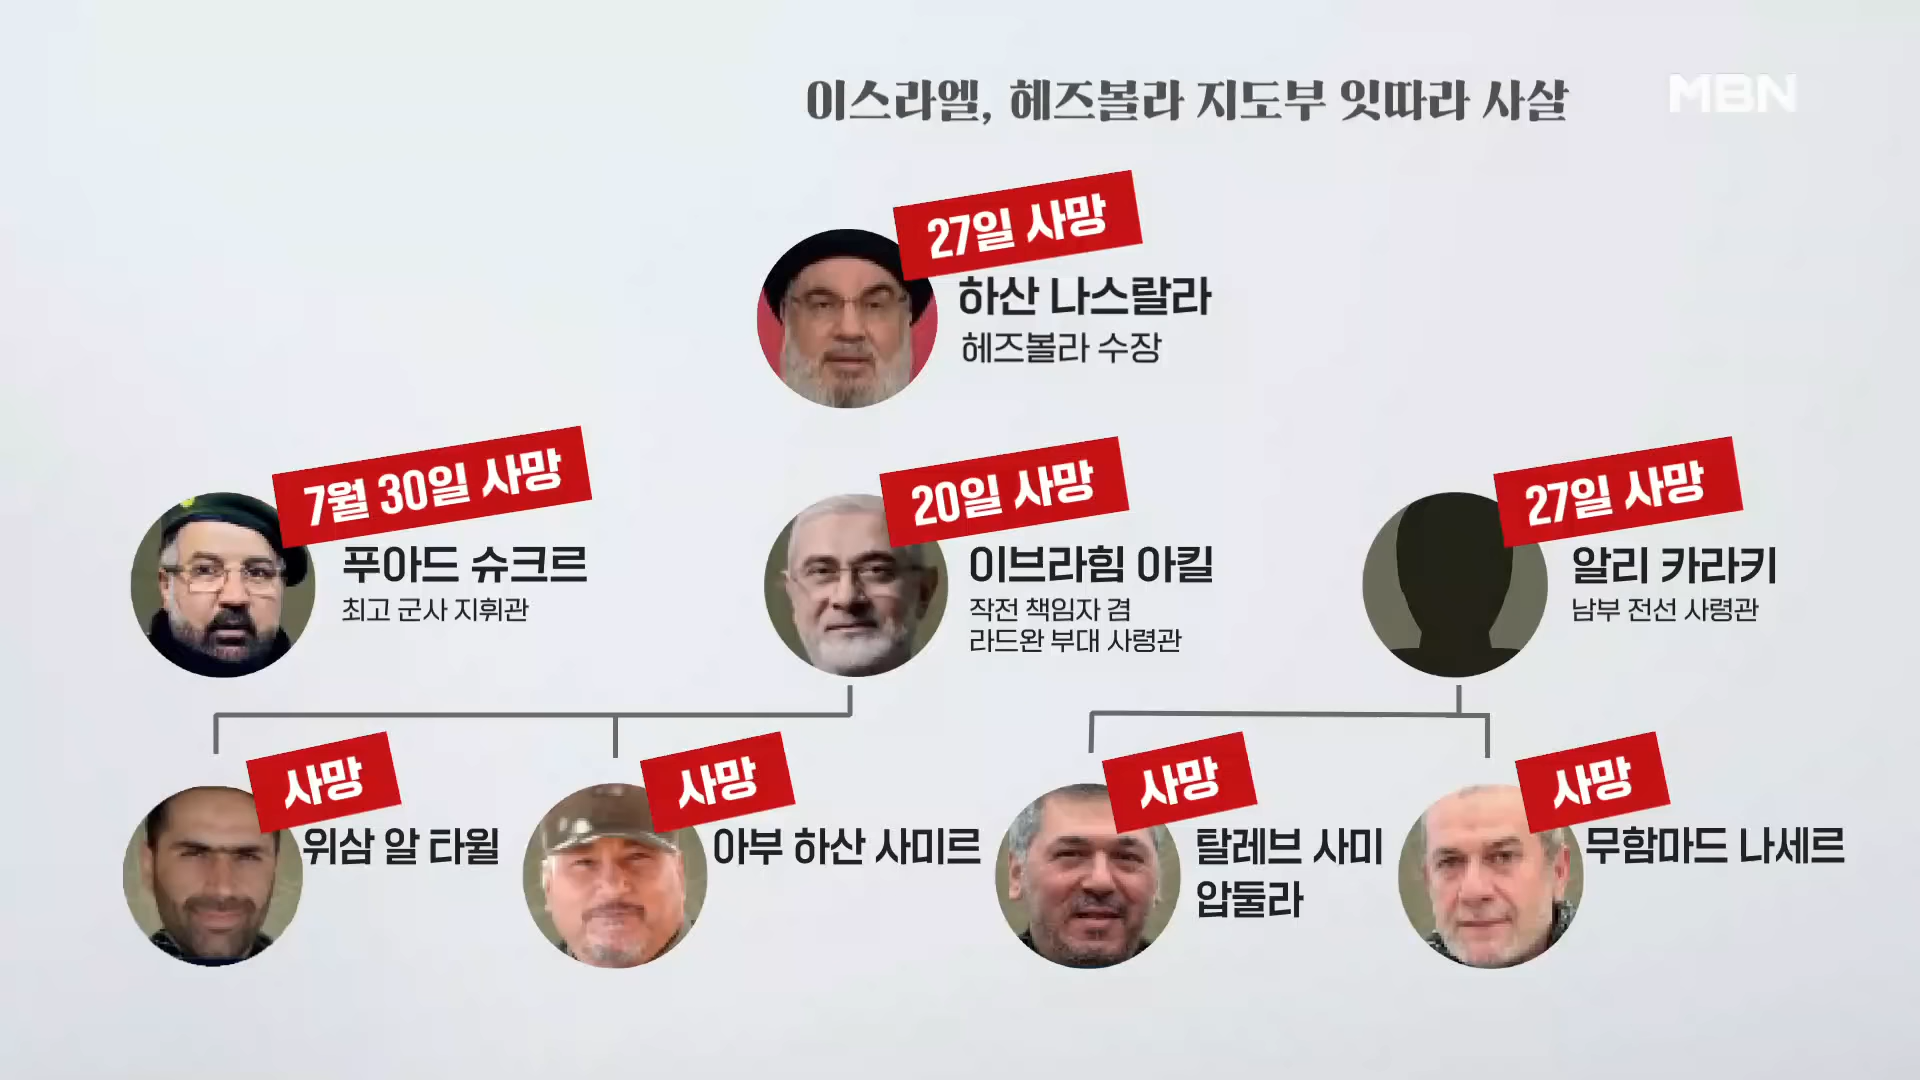 이스라엘, 헤즈볼라 지도부 잇따라 사살
MBN
27일 사망
하산 나스랄라
헤즈볼라 수장
7월 30일 사망
푸아드 슈크르
최고 군사 지휘관
20일 사망
이브라힘 아킬
작전 책임자 겸
라드완 부대 사령관
27일 사망
알리 카라키
남부 전선 사령관
사망
위삼 알 타윌
사망
아부 하산 사미르
사망
탈레브 사미
압둘라
사망
무함마드 나세르